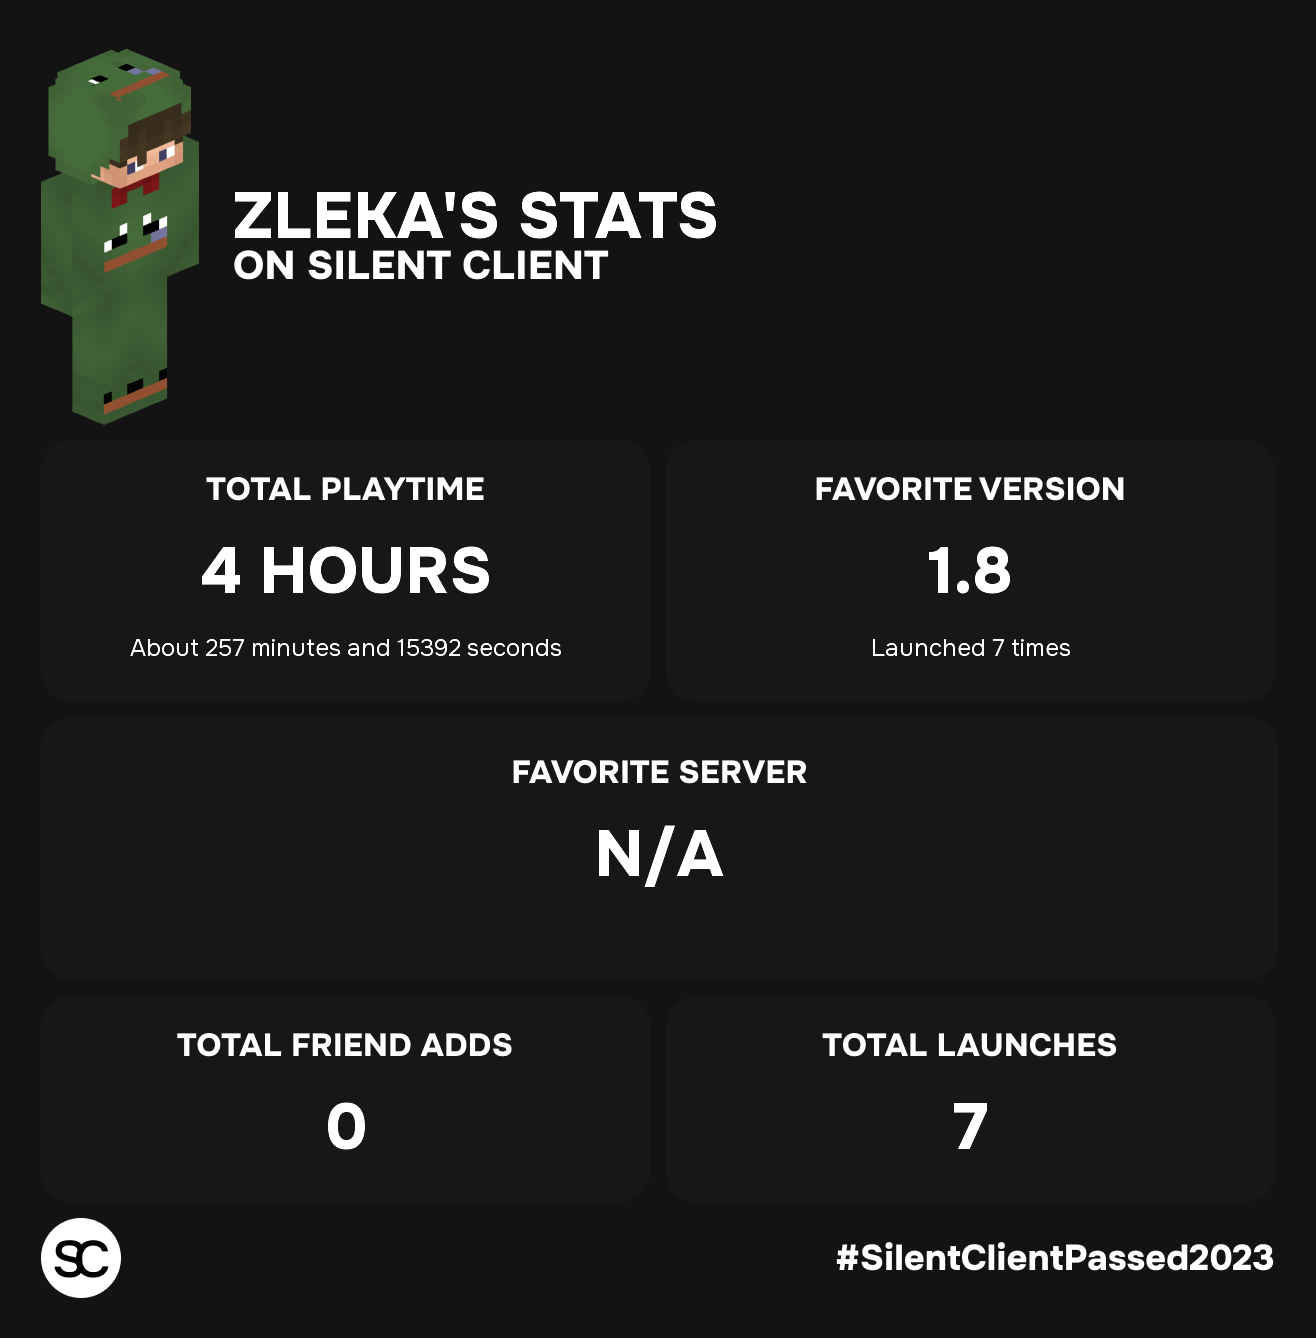 ZLEKA'S STATS
ON SILENT CLIENT
TOTAL PLAYTIME
4 HOURS
About 257 minutes and 15392 seconds
FAVORITE VERSION
1.8
Launched 7 times
FAVORITE SERVER
N/A
TOTAL FRIEND ADDS
0
TOTAL LAUNCHES
7
SC
#SilentClientPassed2023